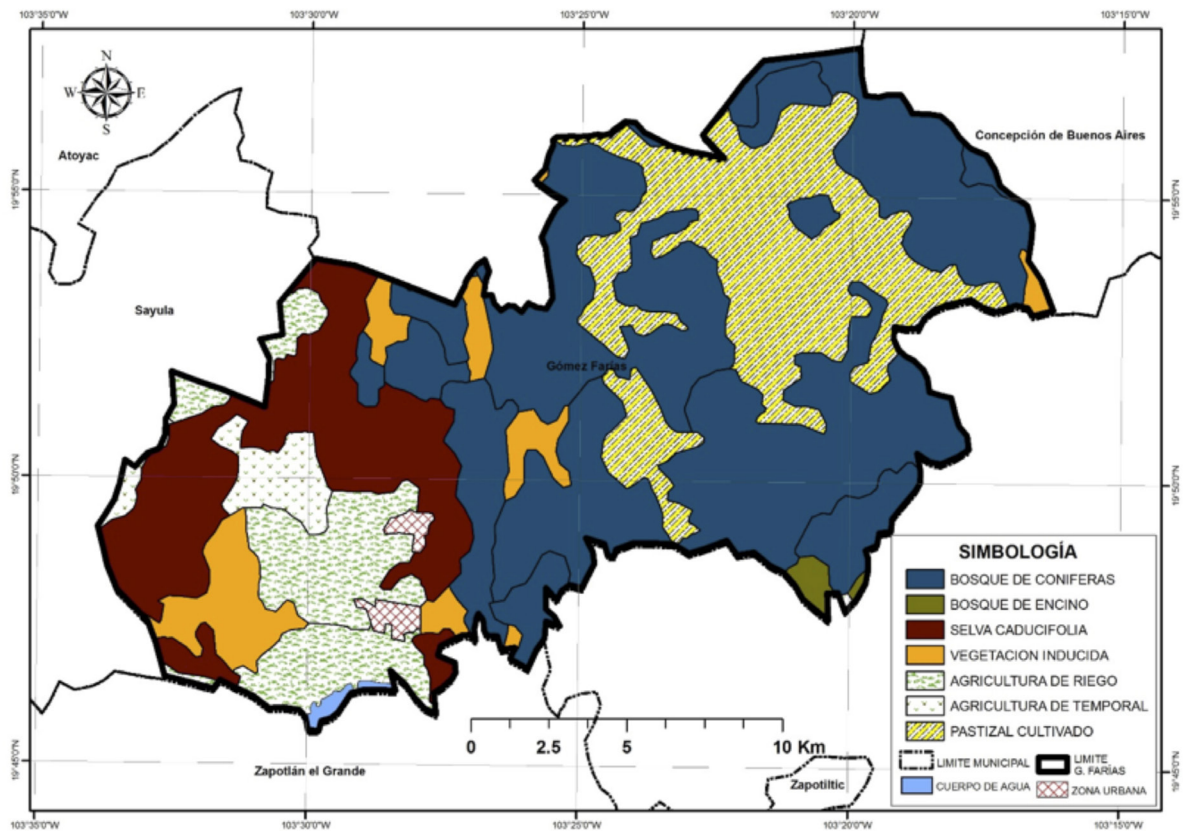 103°35'0"W 103°30'0"W 103°25'0"W 103°20'0"W 103°15'0"W
N
W E
S
Atoyac
Concepción de Buenos Aires
19°55'0"N 19°55'0"N
Sayula
Gómez Farías
19°50'0"N 19°50'0"N
SIMBOLOGÍA
BOSQUE DE CONIFERAS
BOSQUE DE ENCINO
SELVA CADUCIFOLIA
VEGETACION INDUCIDA
AGRICULTURA DE RIEGO
AGRICULTURA DE TEMPORAL
PASTIZAL CULTIVADO
LIMITE MUNICIPAL
LIMITE
G. FARÍAS
CUERPO DE AGUA
ZONA URBANA
0 2.5 5 10 Km
Zapotlán el Grande
Zapotiltic
19°45'0"N 19°45'0"N
103°35'0"W 103°30'0"W 103°25'0"W 103°20'0"W 103°15'0"W